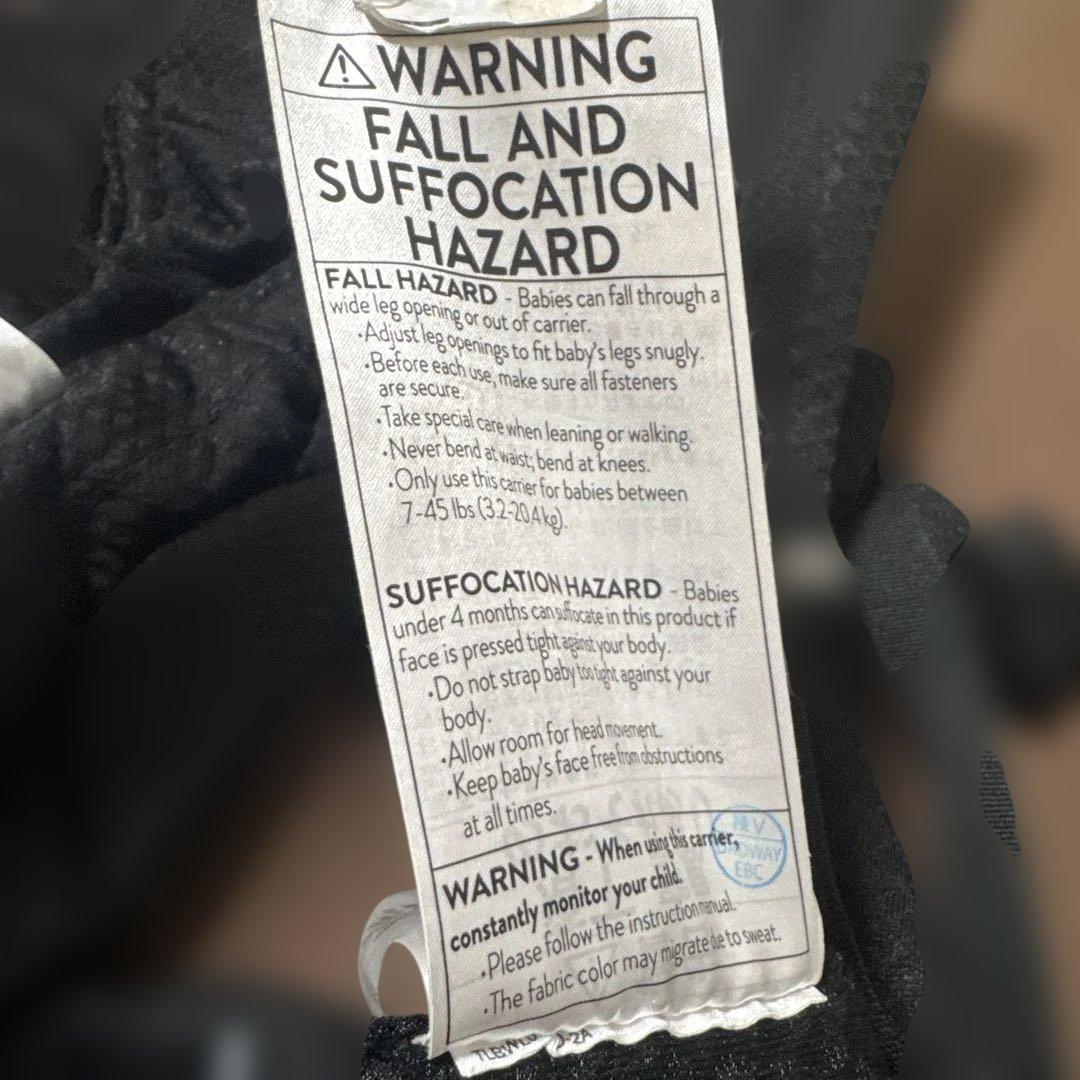 WARNING
FALL AND
SUFFOCATION
HAZARD
FALL HAZARD - Babies can fall through a
wide leg opening or out of carrier.
•Adjust leg openings to fit baby's legs snugly.
•Before each use, make sure all fasteners
are secure.
•Take special care when leaning or walking.
•Never bend at waist; bend at knees.
•Only use this carrier for babies between
7-45 lbs (3.2-20.4kg).
SUFFOCATION HAZARD - Babies
under 4 months can suffocate in this product if
face is pressed tight against your body.
•Do not strap baby too tight against your
body.
•Allow room for head movement.
•Keep baby's face free from obstructions
at all times.
WARNING - When using this carrier,
constantly monitor your child.
•Please follow the instruction manual.
•The fabric color may migrate due to sweat.
EBC